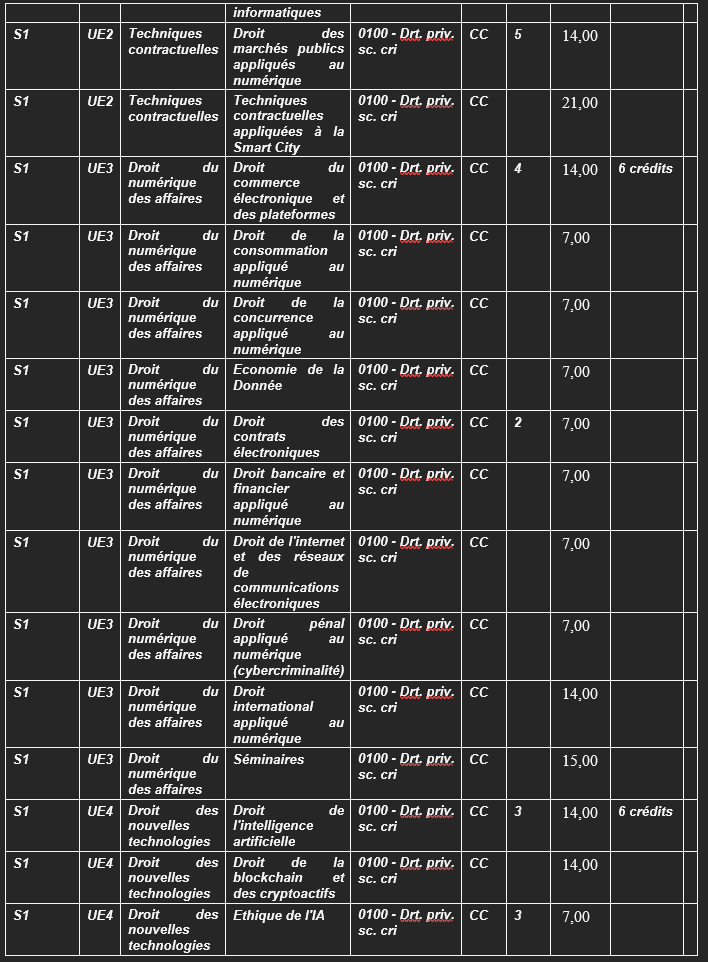 informatiques
S1 UE2 Techniques Droit des 0100 - Drt. priv. CC 5 14,00
contractuelles marchés publics sc. cri
appliqués au
numérique
S1 UE2 Techniques Techniques 0100 - Drt. priv. CC 21,00
contractuelles contractuelles sc. cri
appliquées à la
Smart City
S1 UE3 Droit du Droit du 0100 - Drt. priv. CC 4 14,00 6 crédits
numérique commerce sc. cri
des affaires électronique et
des plateformes
S1 UE3 Droit du Droit de la 0100 - Drt. priv. CC 7,00
numérique consommation sc. cri
des affaires appliqué au
numérique
S1 UE3 Droit du Droit de la 0100 - Drt. priv. CC 7,00
numérique concurrence sc. cri
des affaires appliqué au
numérique
S1 UE3 Droit du Economie de la 0100 - Drt. priv. CC 7,00
numérique Donnée sc. cri
des affaires
S1 UE3 Droit du Droit des 0100 - Drt. priv. CC 2 7,00
numérique contrats sc. cri
des affaires électroniques
S1 UE3 Droit du Droit bancaire et 0100 - Drt. priv. CC 7,00
numérique financier sc. cri
des affaires appliqué au
numérique
S1 UE3 Droit du Droit de l'internet 0100 - Drt. priv. CC 7,00
numérique et des réseaux sc. cri
des affaires de
communications
électroniques
S1 UE3 Droit du Droit pénal 0100 - Drt. priv. CC 7,00
numérique appliqué au sc. cri
des affaires numérique
(cybercriminalité)
S1 UE3 Droit du Droit 0100 - Drt. priv. CC 14,00
numérique international sc. cri
des affaires appliqué au
numérique
S1 UE3 Droit du Séminaires 0100 - Drt. priv. CC 15,00
numérique sc. cri
des affaires
S1 UE4 Droit des Droit de 0100 - Drt. priv. CC 3 14,00 6 crédits
nouvelles l'intelligence sc. cri
technologies artificielle
S1 UE4 Droit des Droit de la 0100 - Drt. priv. CC 14,00
nouvelles blockchain et sc. cri
technologies des cryptoactifs
S1 UE4 Droit des Ethique de l'IA 0100 - Drt. priv. CC 3 7,00
nouvelles sc. cri
technologies